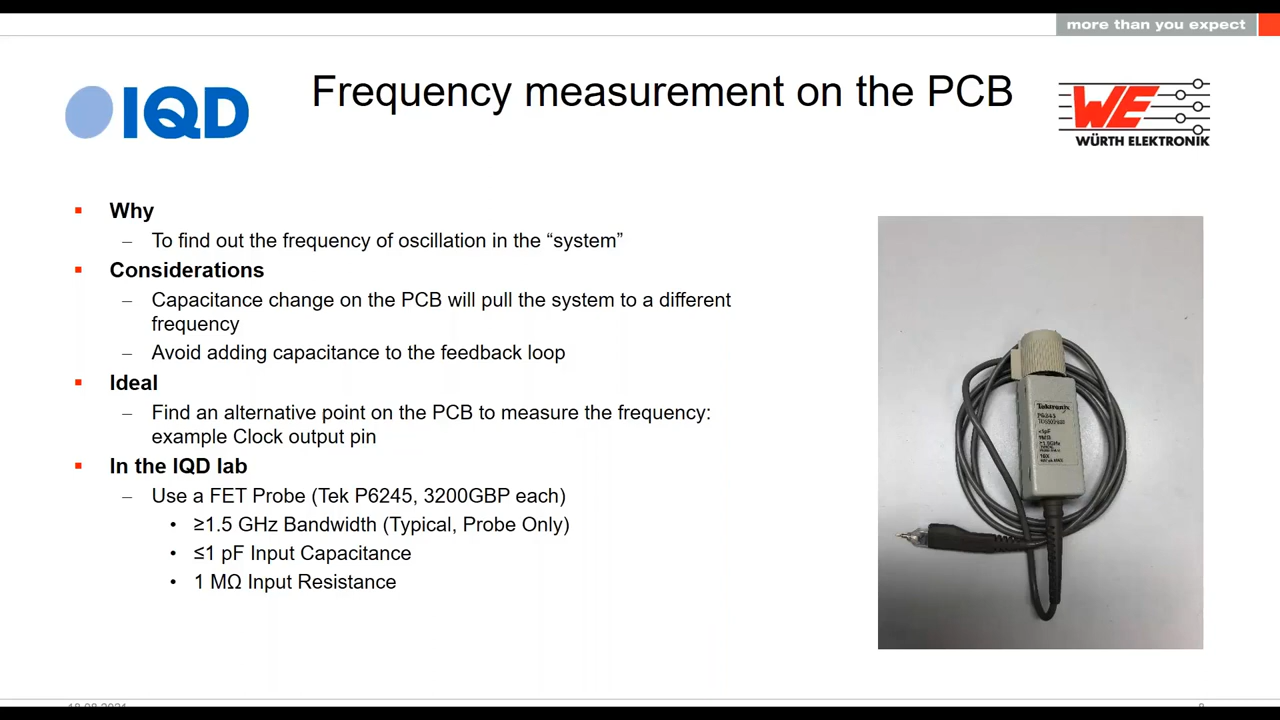 more than you expect
IQD
Frequency measurement on the PCB
WE
WÜRTH ELEKTRONIK
▪ Why
– To find out the frequency of oscillation in the “system”
▪ Considerations
– Capacitance change on the PCB will pull the system to a different
frequency
– Avoid adding capacitance to the feedback loop
▪ Ideal
– Find an alternative point on the PCB to measure the frequency:
example Clock output pin
▪ In the IQD lab
– Use a FET Probe (Tek P6245, 3200GBP each)
• ≥1.5 GHz Bandwidth (Typical, Probe Only)
• ≤1 pF Input Capacitance
• 1 MΩ Input Resistance
Tektronix